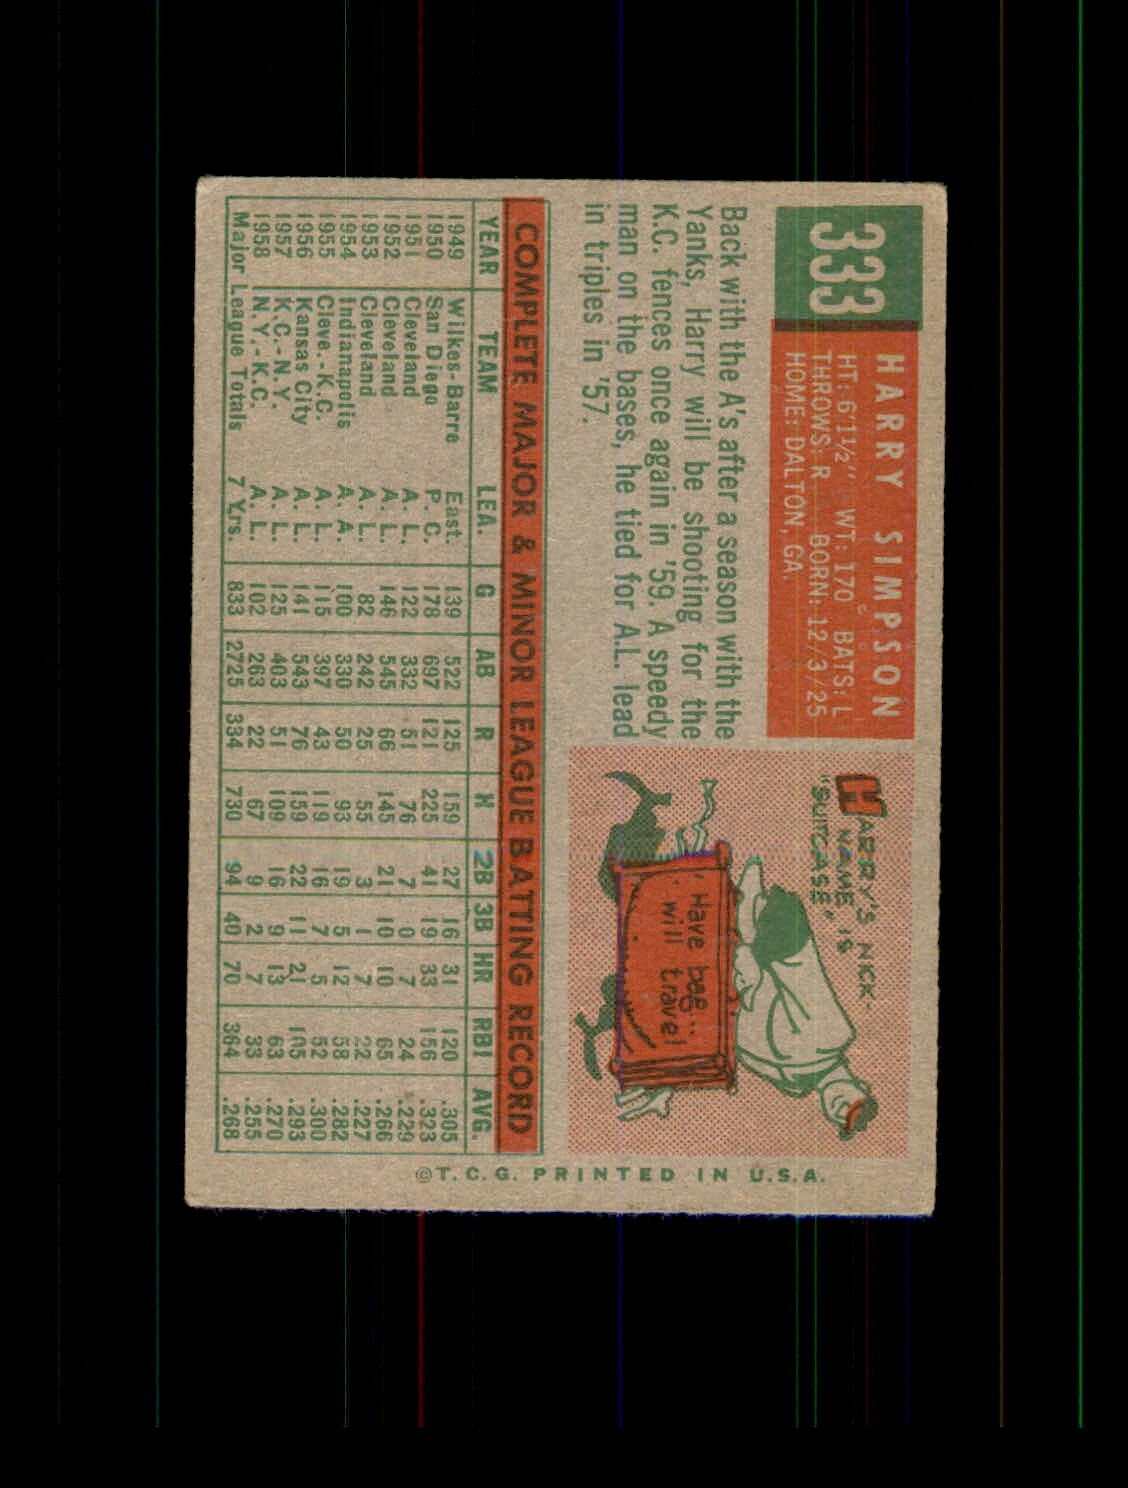 333
HARRY SIMPSON
HT: 6'1½" WT: 170 BATS: L
THROWS: R BORN: 12/3/25
HOME: DALTON, GA.
Back with the A's after a season with the
Yanks, Harry will be shooting for the
K.C. fences once again in '59. A speedy
man on the bases, he tied for A.L. lead
in triples in '57.
HARRY'S NICK-
NAME IS
"SUITCASE"
Have bag...
will travel
COMPLETE MAJOR & MINOR LEAGUE BATTING RECORD
YEAR TEAM LEA. G AB R H 2B 3B HR RBI AVG.
1949 Wilkes-Barre East. 139 522 125 159 27 16 31 120 .305
1950 San Diego P. C. 178 697 121 225 41 19 33 156 .323
1951 Cleveland A. L. 122 332 51 76 7 0 7 24 .229
1952 Cleveland A. L. 146 545 66 145 21 10 10 65 .266
1953 Cleveland A. L. 82 242 25 55 3 1 7 22 .227
1954 Indianapolis A. A. 100 330 50 93 19 5 12 58 .282
1955 Cleve.-K.C. A. L. 115 397 43 119 16 7 5 52 .300
1956 Kansas City A. L. 141 543 76 159 22 11 21 105 .293
1957 K.C.-N.Y. A. L. 125 403 51 109 16 9 13 63 .270
1958 N.Y.-K.C. A. L. 102 263 22 67 9 2 7 33 .255
Major League Totals 7 Yrs. 833 2725 334 730 94 40 70 364 .268
©T.C.G. PRINTED IN U.S.A.